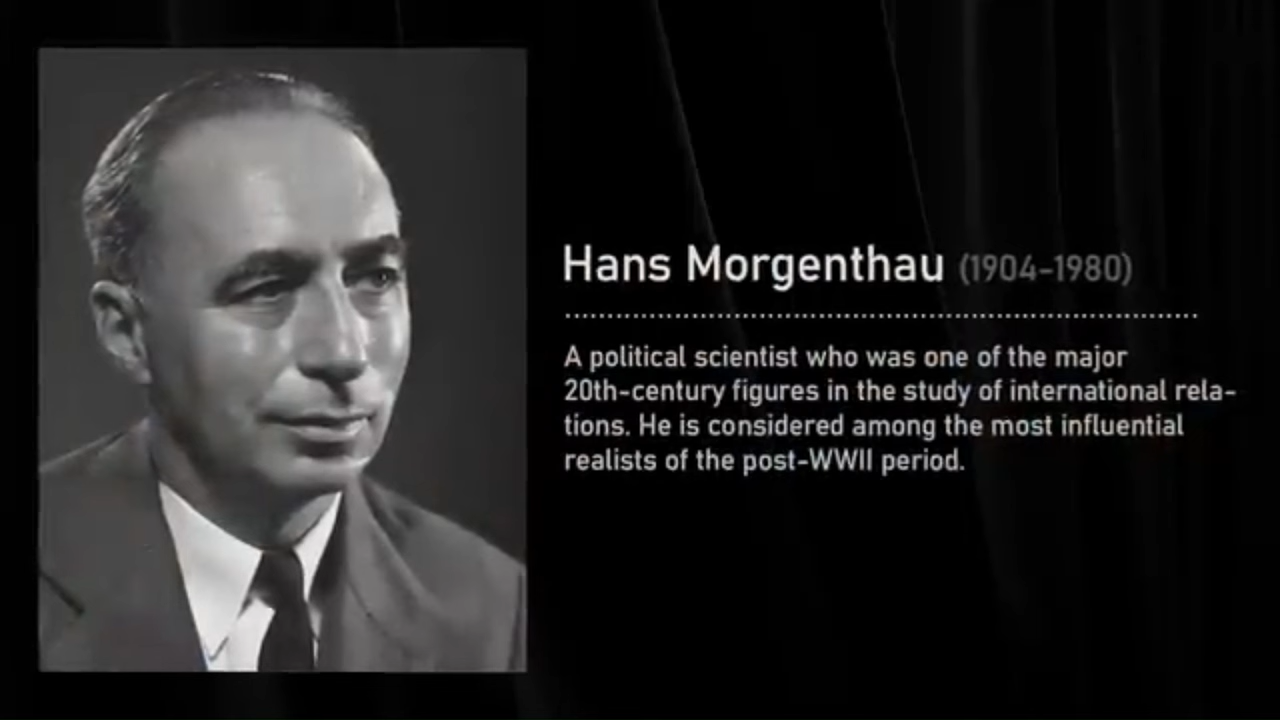 Hans Morgenthau (1904-1980)
A political scientist who was one of the major
20th-century figures in the study of international rela-
tions. He is considered among the most influential
realists of the post-WWII period.